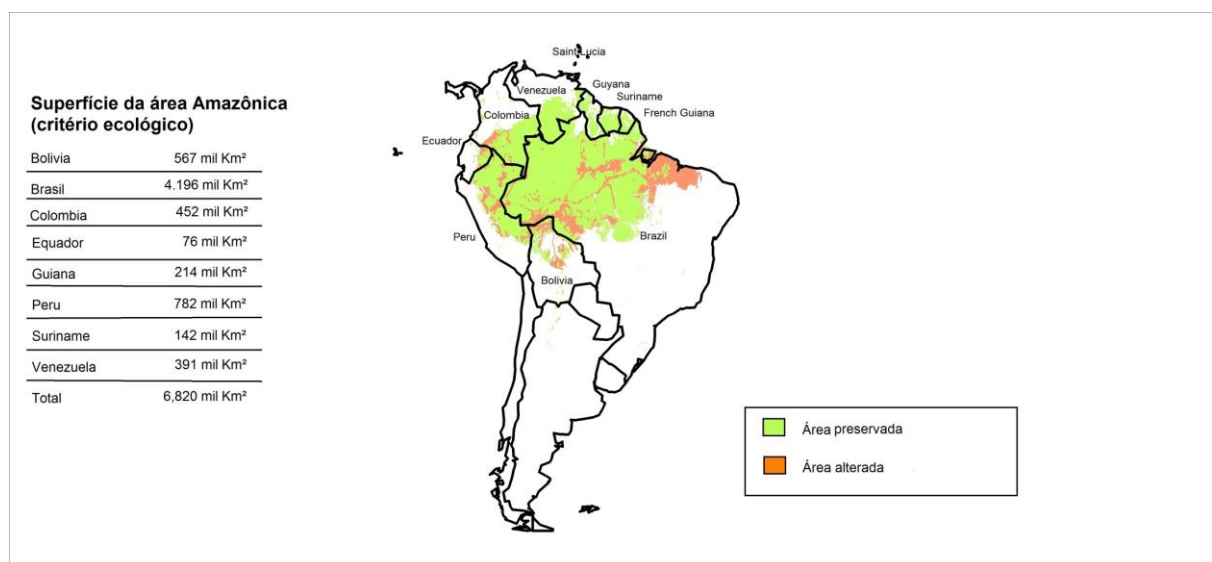 Superfície da área Amazônica
(critério ecológico)
Bolivia 567 mil Km²
Brasil 4.196 mil Km²
Colombia 452 mil Km²
Equador 76 mil Km²
Guiana 214 mil Km²
Peru 782 mil Km²
Suriname 142 mil Km²
Venezuela 391 mil Km²
Total 6,820 mil Km²
Saint Lucia
Venezuela
Guyana
Suriname
French Guiana
Colombia
Ecuador
Peru
Brazil
Bolivia
Área preservada
Área alterada